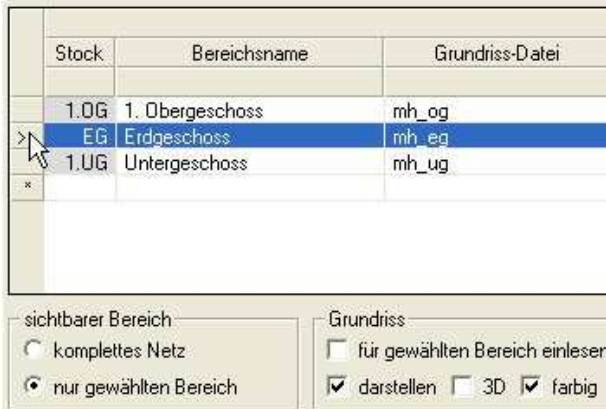 Stock Bereichsname Grundriss-Datei
1.OG 1. Obergeschoss mh_og
> EG Erdgeschoss mh_eg
1.UG Untergeschoss mh_ug
*
sichtbarer Bereich Grundriss
komplettes Netz für gewählten Bereich einlesen
nur gewählten Bereich darstellen 3D farbig